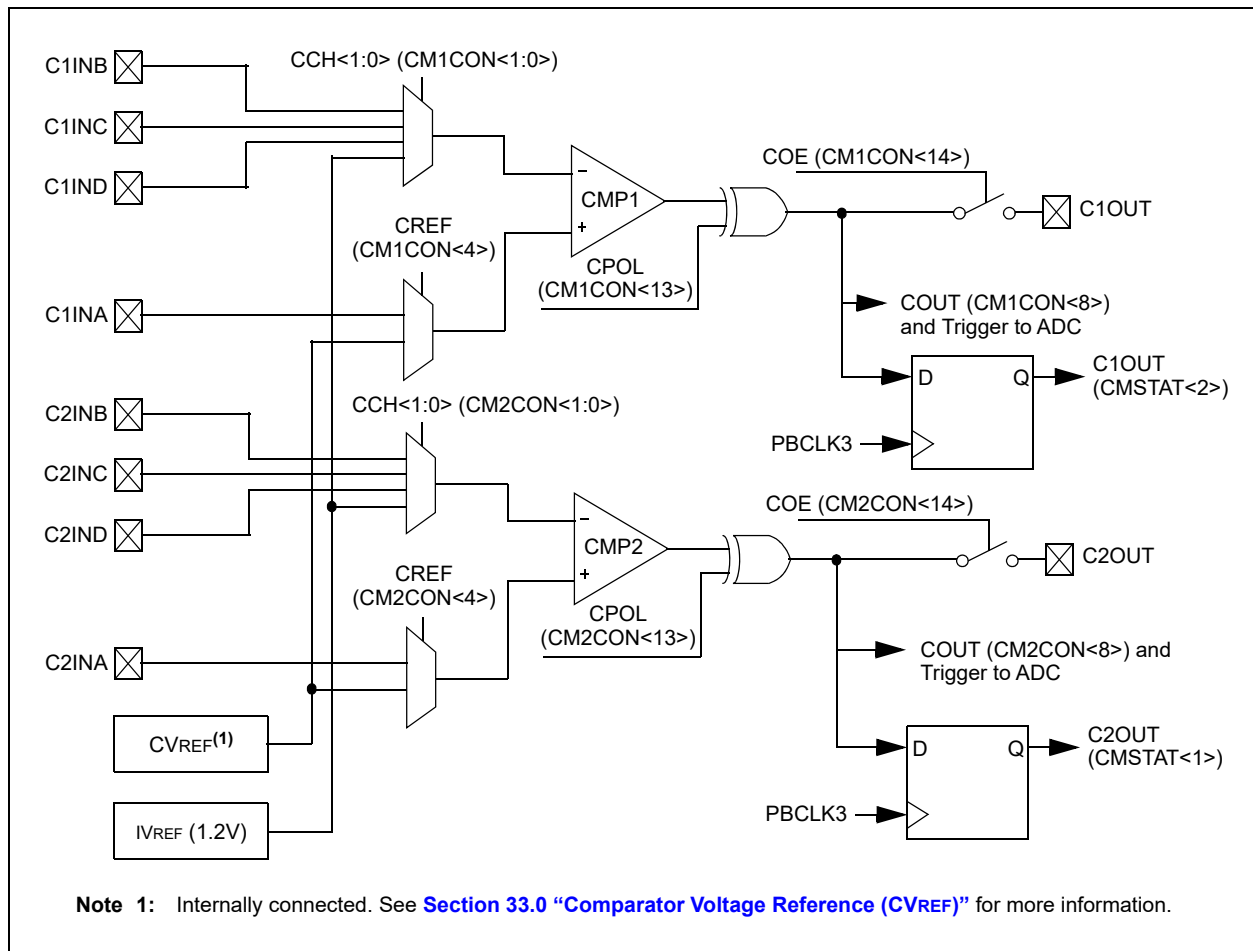 C1INB
CCH<1:0> (CM1CON<1:0>)
C1INC
C1IND
COE (CM1CON<14>)
–
CMP1
+
C1OUT
CREF
(CM1CON<4>)
CPOL
(CM1CON<13>)
C1INA
COUT (CM1CON<8>)
and Trigger to ADC
D
Q
C1OUT
(CMSTAT<2>)
PBCLK3
C2INB
CCH<1:0> (CM2CON<1:0>)
C2INC
C2IND
COE (CM2CON<14>)
–
CMP2
+
C2OUT
CREF
(CM2CON<4>)
CPOL
(CM2CON<13>)
C2INA
COUT (CM2CON<8>) and
Trigger to ADC
CVREF(1)
D
Q
C2OUT
(CMSTAT<1>)
PBCLK3
IVREF (1.2V)
Note 1: Internally connected. See Section 33.0 “Comparator Voltage Reference (CVREF)” for more information.